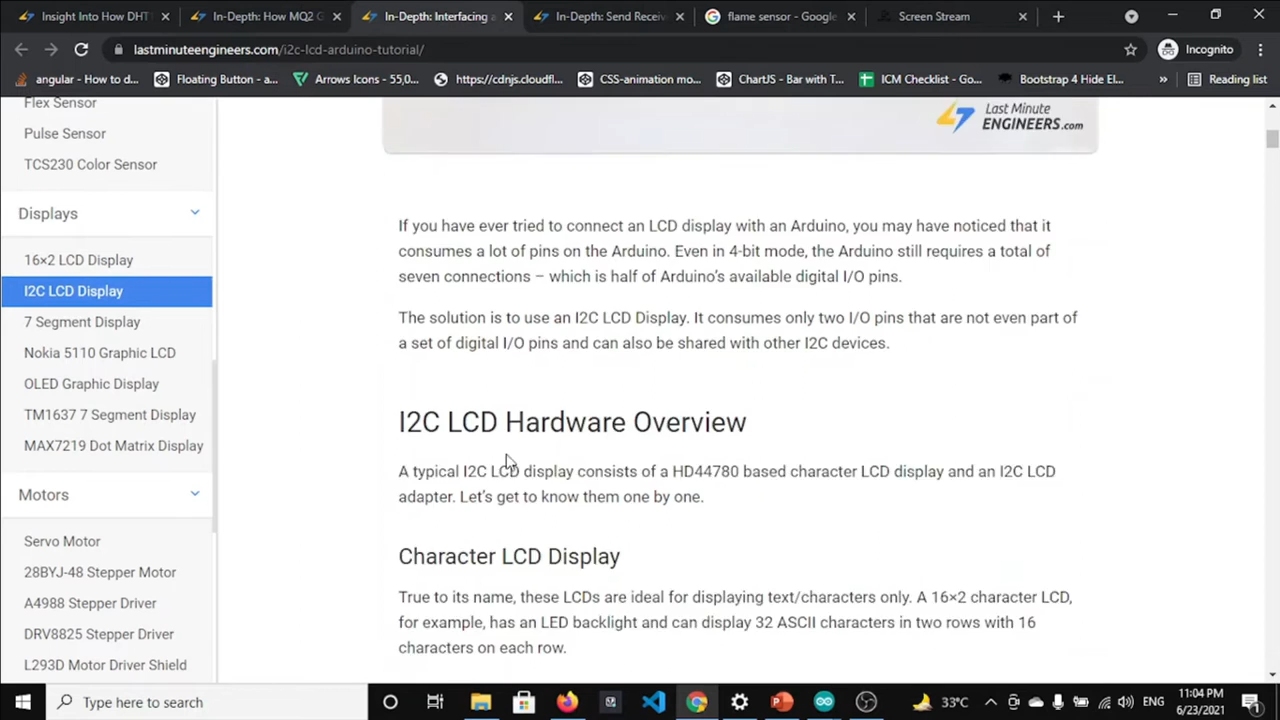 Insight Into How DHT1
In-Depth: How MQ2 G
In-Depth: Interfacing a
In-Depth: Send Receiv
flame sensor - Google
Screen Stream
lastminuteengineers.com/i2c-lcd-arduino-tutorial/
Incognito
angular - How to d...
Floating Button - a...
Arrows Icons - 55,0...
https://cdnjs.cloudfl...
CSS-animation mo...
ChartJS - Bar with T...
ICM Checklist - Go...
Bootstrap 4 Hide El...
»
Reading list
Flex Sensor
Pulse Sensor
TCS230 Color Sensor
Displays
16×2 LCD Display
I2C LCD Display
7 Segment Display
Nokia 5110 Graphic LCD
OLED Graphic Display
TM1637 7 Segment Display
MAX7219 Dot Matrix Display
Motors
Servo Motor
28BYJ-48 Stepper Motor
A4988 Stepper Driver
DRV8825 Stepper Driver
L293D Motor Driver Shield
Last Minute
ENGINEERS.com
If you have ever tried to connect an LCD display with an Arduino, you may have noticed that it
consumes a lot of pins on the Arduino. Even in 4-bit mode, the Arduino still requires a total of
seven connections – which is half of Arduino's available digital I/O pins.
The solution is to use an I2C LCD Display. It consumes only two I/O pins that are not even part of
a set of digital I/O pins and can also be shared with other I2C devices.
I2C LCD Hardware Overview
A typical I2C LCD display consists of a HD44780 based character LCD display and an I2C LCD
adapter. Let's get to know them one by one.
Character LCD Display
True to its name, these LCDs are ideal for displaying text/characters only. A 16×2 character LCD,
for example, has an LED backlight and can display 32 ASCII characters in two rows with 16
characters on each row.
Type here to search
33°C
ENG
11:04 PM
6/23/2021
1